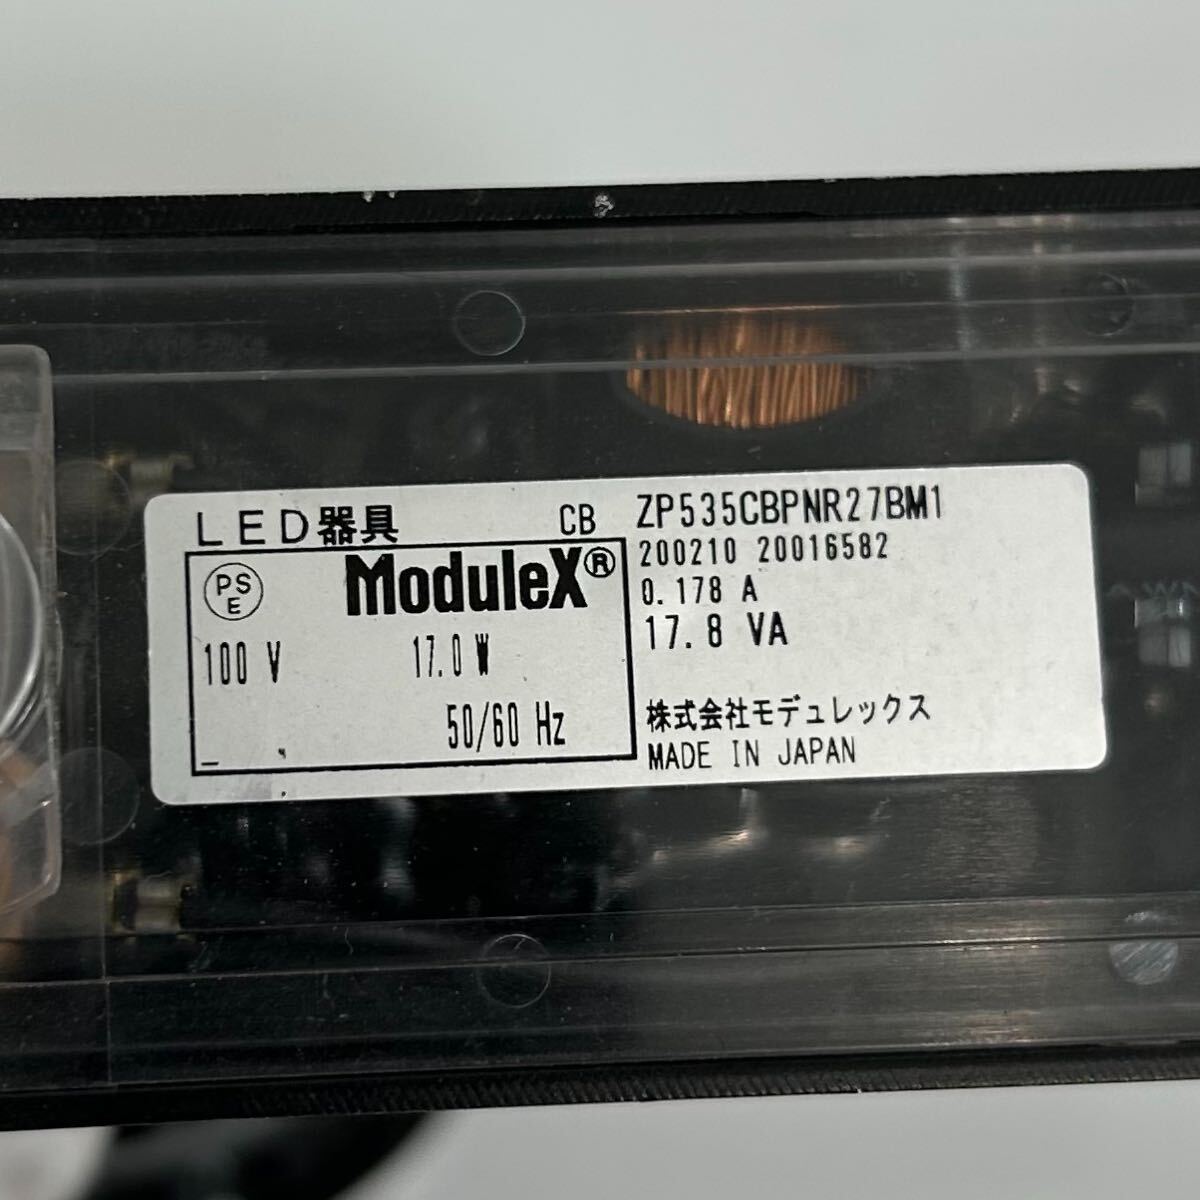 LED器具 CB
PS
E
ModuleX®
100 V 17.0 W
50/60 Hz
ZP535CBPNR27BM1
200210 20016582
0.178 A
17.8 VA
株式会社モデュレックス
MADE IN JAPAN